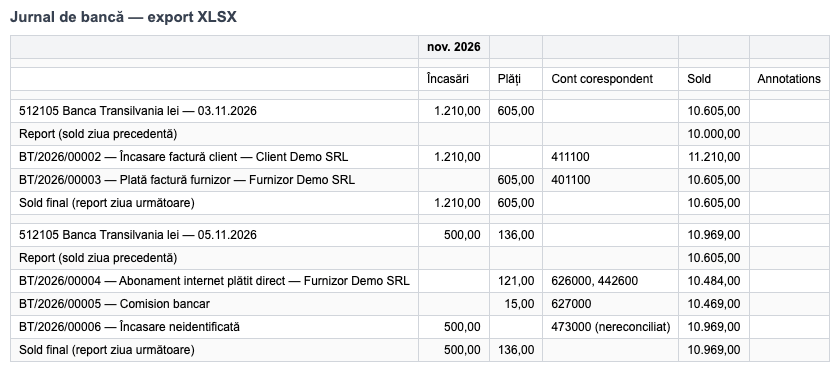 Jurnal de bancă — export XLSX
nov. 2026
Încasări Plăți Cont corespondent Sold Annotations
512105 Banca Transilvania lei — 03.11.2026 1.210,00 605,00 10.605,00
Report (sold ziua precedentă) 10.000,00
BT/2026/00002 — Încasare factură client — Client Demo SRL 1.210,00 411100 11.210,00
BT/2026/00003 — Plată factură furnizor — Furnizor Demo SRL 605,00 401100 10.605,00
Sold final (report ziua următoare) 1.210,00 605,00 10.605,00
512105 Banca Transilvania lei — 05.11.2026 500,00 136,00 10.969,00
Report (sold ziua precedentă) 10.605,00
BT/2026/00004 — Abonament internet plătit direct — Furnizor Demo SRL 121,00 626000, 442600 10.484,00
BT/2026/00005 — Comision bancar 15,00 627000 10.469,00
BT/2026/00006 — Încasare neidentificată 500,00 473000 (nereconciliat) 10.969,00
Sold final (report ziua următoare) 500,00 136,00 10.969,00